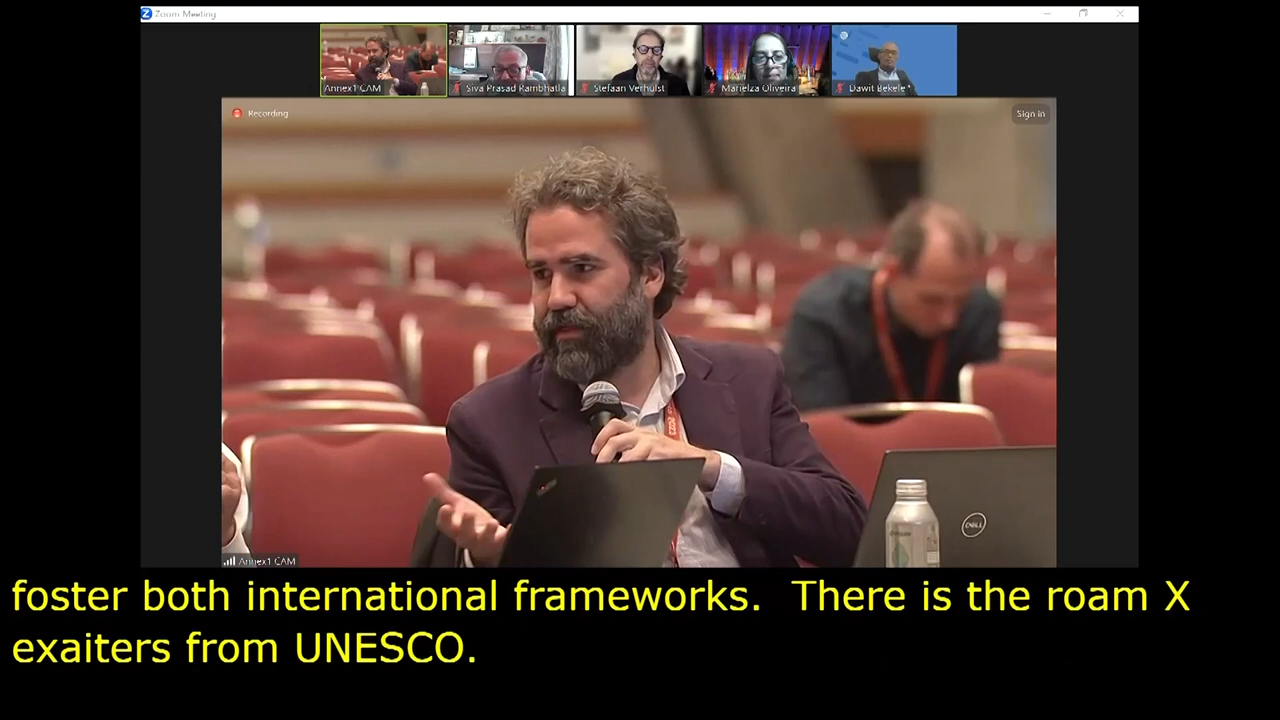 Zoom Meeting
Annex1 CAM
Siva Prasad Rambhatla
Stefaan Verhulst
Marielza Oliveira
Dawit Bekele *
Recording
Sign in
DELL
Annex1 CAM
foster both international frameworks.  There is the roam X
exaiters from UNESCO.